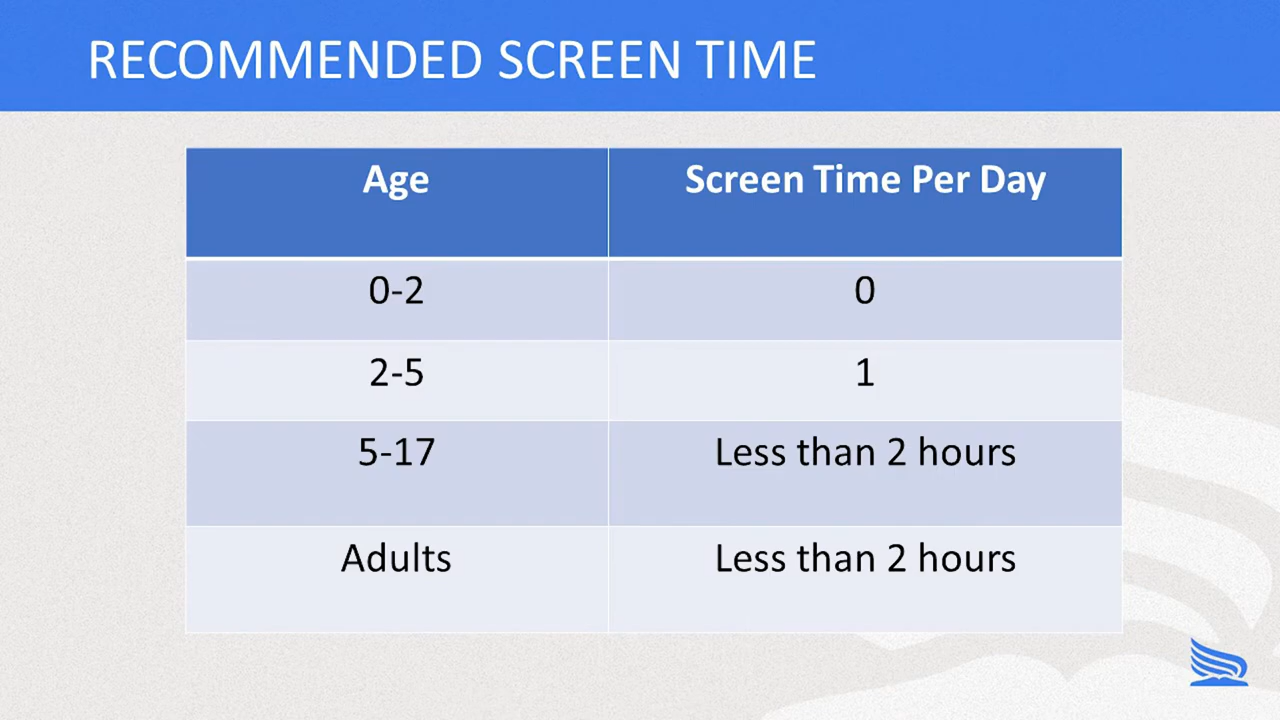 RECOMMENDED SCREEN TIME
Age Screen Time Per Day
0-2 0
2-5 1
5-17 Less than 2 hours
Adults Less than 2 hours